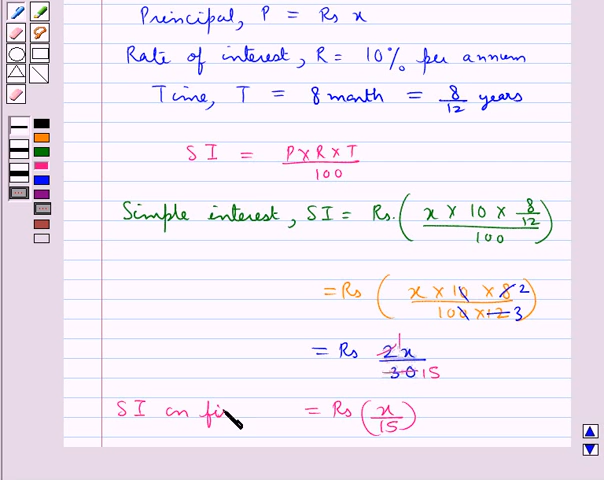 Principal, P = Rs x
Rate of interest, R = 10% per annum
Time, T = 8 month = 8/12 years
SI = P×R×T/100
Simple interest, SI = Rs. (x × 10 × 8/12 / 100)
= Rs (x × 10 × 8 2 / 100 × 12 3)
= Rs 2 1 x / 30 15
SI on fi = Rs (x/15)